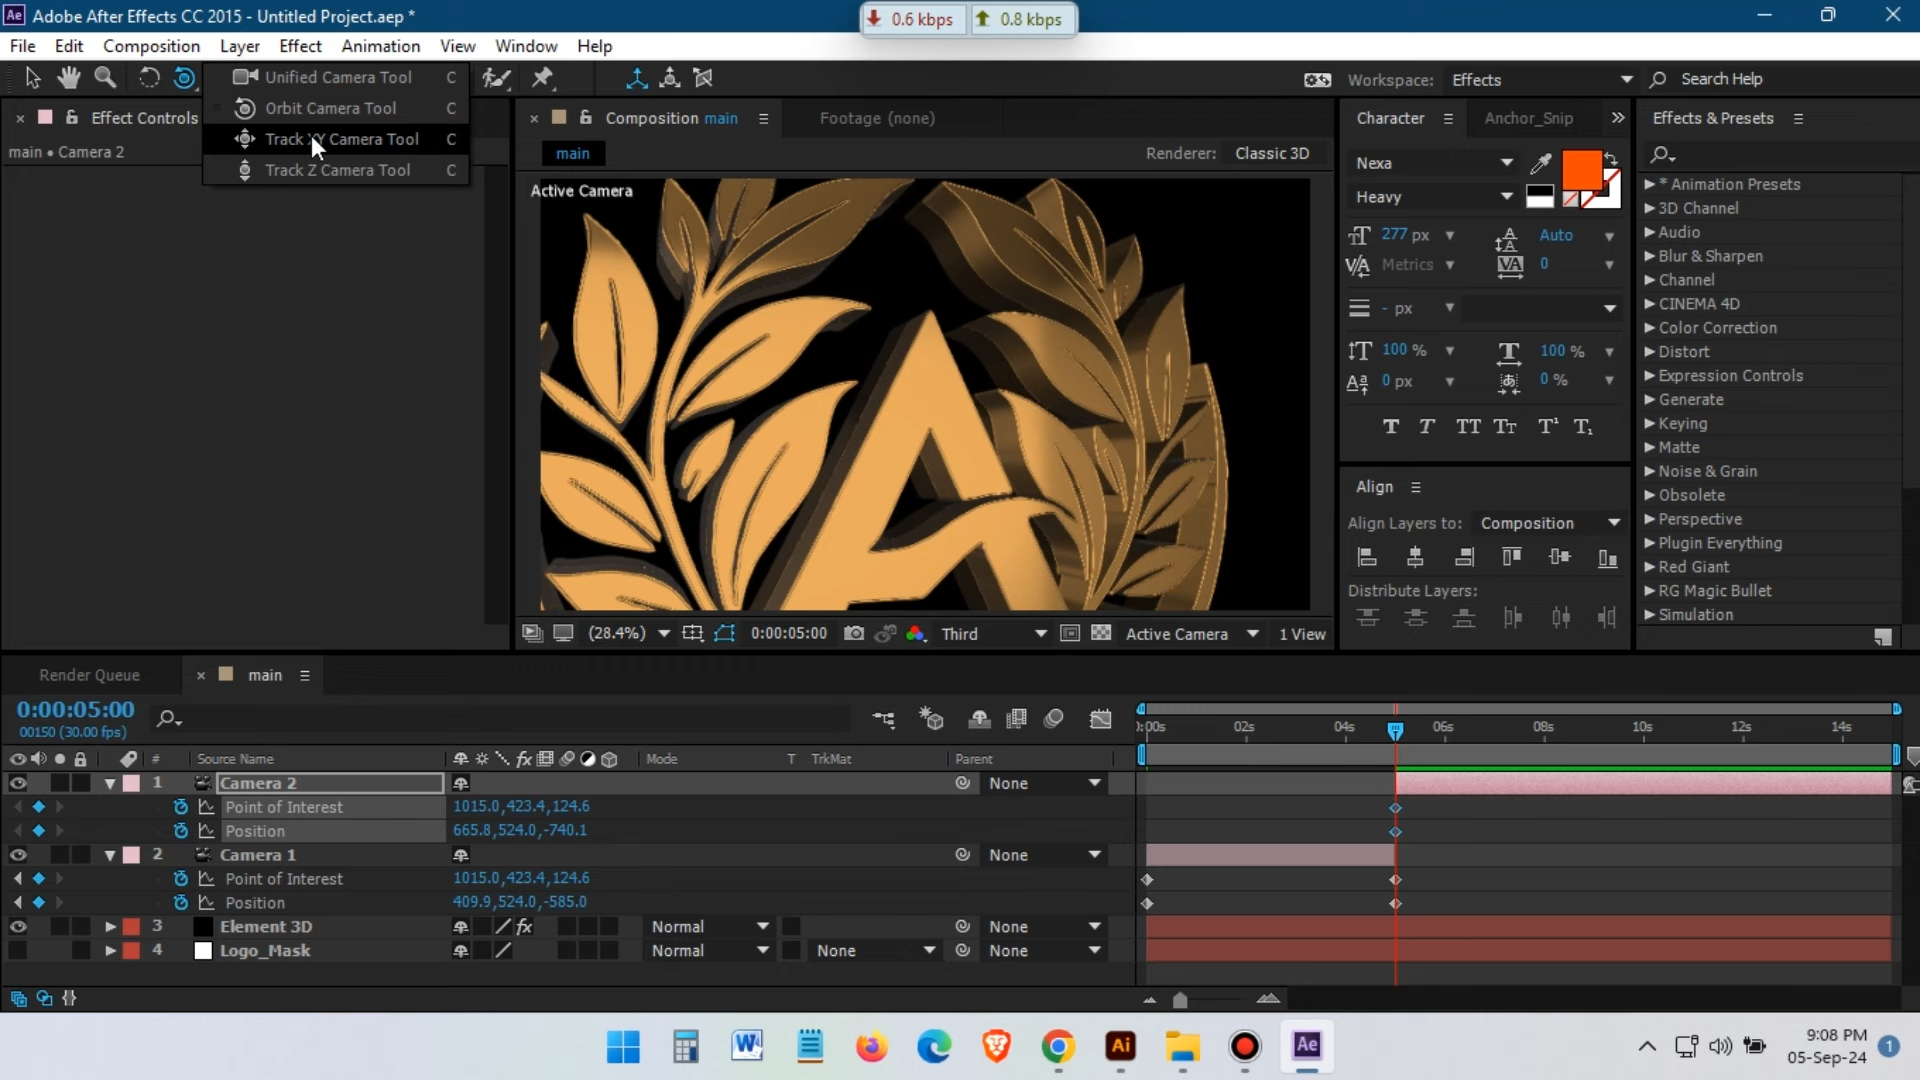 Ae Adobe After Effects CC 2015 - Untitled Project.aep *
0.6 kbps 0.8 kbps
File Edit Composition Layer Effect Animation View Window Help
Unified Camera Tool C
Orbit Camera Tool C
Track XY Camera Tool C
Track Z Camera Tool C
Workspace: Effects
Search Help
Effect Controls
main • Camera 2
Composition main
Footage (none)
main
Renderer: Classic 3D
Active Camera
(28.4%) 0:00:05:00 Third Active Camera 1 View
Character Anchor_Snip
Nexa
Heavy
277 px Auto
Metrics 0
- px
100 % 100 %
0 px 0 %
T T TT Tт T¹ T₁
Align
Align Layers to: Composition
Distribute Layers:
Effects & Presets
* Animation Presets
3D Channel
Audio
Blur & Sharpen
Channel
CINEMA 4D
Color Correction
Distort
Expression Controls
Generate
Keying
Matte
Noise & Grain
Obsolete
Perspective
Plugin Everything
Red Giant
RG Magic Bullet
Simulation
Render Queue main
0:00:05:00
00150 (30.00 fps)
):00s 02s 04s 06s 08s 10s 12s 14s
# Source Name fx Mode T TrkMat Parent
1 Camera 2 None
Point of Interest 1015.0,423.4,124.6
Position 665.8,524.0,-740.1
2 Camera 1 None
Point of Interest 1015.0,423.4,124.6
Position 409.9,524.0,-585.0
3 Element 3D fx Normal None
4 Logo_Mask Normal None None
W Ai Ae
9:08 PM
05-Sep-24
1